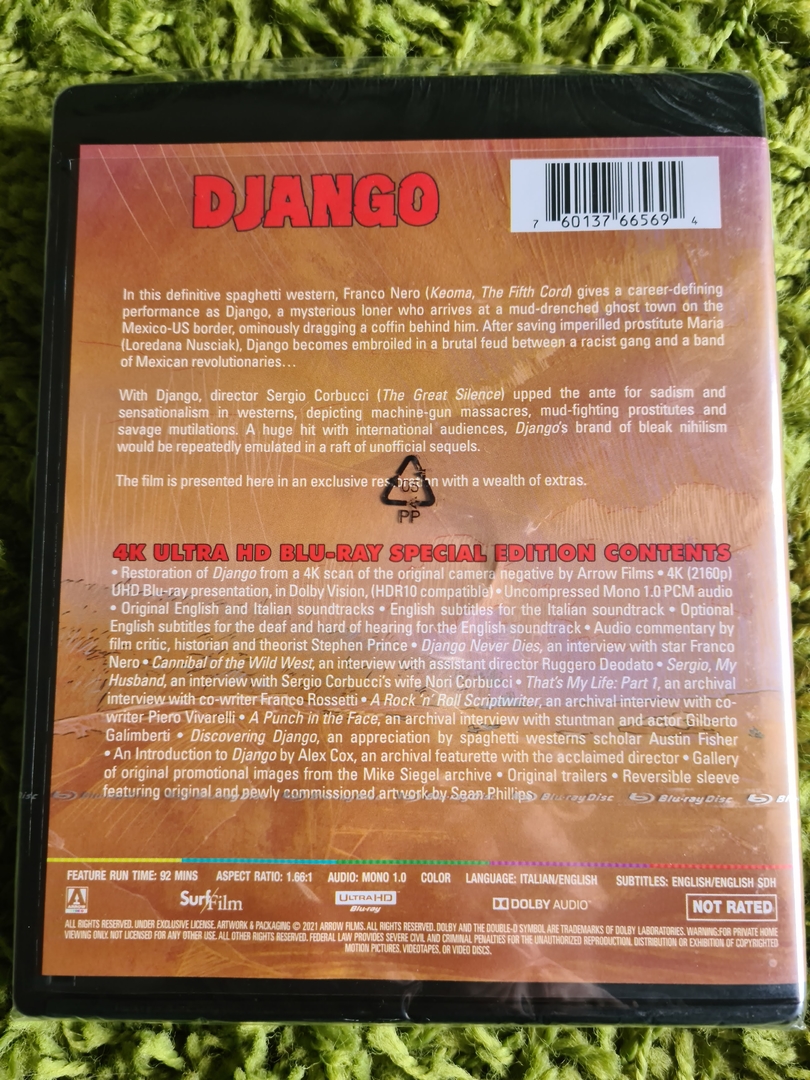 DJANGO
7 60137 66569 4
In this definitive spaghetti western, Franco Nero (Keoma, The Fifth Cord) gives a career-defining
performance as Django, a mysterious loner who arrives at a mud-drenched ghost town on the
Mexico-US border, ominously dragging a coffin behind him. After saving imperilled prostitute Maria
(Loredana Nusciak), Django becomes embroiled in a brutal feud between a racist gang and a band
of Mexican revolutionaries…
With Django, director Sergio Corbucci (The Great Silence) upped the ante for sadism and
sensationalism in westerns, depicting machine-gun massacres, mud-fighting prostitutes and
savage mutilations. A huge hit with international audiences, Django's brand of bleak nihilism
would be repeatedly emulated in a raft of unofficial sequels.
The film is presented here in an exclusive restoration with a wealth of extras.
05
PP
4K ULTRA HD BLU-RAY SPECIAL EDITION CONTENTS
• Restoration of Django from a 4K scan of the original camera negative by Arrow Films • 4K (2160p)
UHD Blu-ray presentation, in Dolby Vision, (HDR10 compatible) • Uncompressed Mono 1.0 PCM audio
• Original English and Italian soundtracks • English subtitles for the Italian soundtrack • Optional
English subtitles for the deaf and hard of hearing for the English soundtrack • Audio commentary by
film critic, historian and theorist Stephen Prince • Django Never Dies, an interview with star Franco
Nero • Cannibal of the Wild West, an interview with assistant director Ruggero Deodato • Sergio, My
Husband, an interview with Sergio Corbucci's wife Nori Corbucci • That's My Life: Part 1, an archival
interview with co-writer Franco Rossetti • A Rock 'n' Roll Scriptwriter, an archival interview with co-
writer Piero Vivarelli • A Punch in the Face, an archival interview with stuntman and actor Gilberto
Galimberti • Discovering Django, an appreciation by spaghetti westerns scholar Austin Fisher
• An Introduction to Django by Alex Cox, an archival featurette with the acclaimed director • Gallery
of original promotional images from the Mike Siegel archive • Original trailers • Reversible sleeve
featuring original and newly commissioned artwork by Sean Phillips
Blu-ray Disc Blu-ray Disc
FEATURE RUN TIME: 92 MINS ASPECT RATIO: 1.66:1 AUDIO: MONO 1.0 COLOR LANGUAGE: ITALIAN/ENGLISH SUBTITLES: ENGLISH/ENGLISH SDH
Surf Film ULTRA HD Blu-ray DOLBY AUDIO NOT RATED
ALL RIGHTS RESERVED. UNDER EXCLUSIVE LICENSE. ARTWORK & PACKAGING © 2021 ARROW FILMS. ALL RIGHTS RESERVED. DOLBY AND THE DOUBLE-D SYMBOL ARE TRADEMARKS OF DOLBY LABORATORIES. WARNING:FOR PRIVATE HOME
VIEWING ONLY. NOT LICENSED FOR ANY OTHER USE. ALL OTHER RIGHTS RESERVED. FEDERAL LAW PROVIDES SEVERE CIVIL AND CRIMINAL PENALTIES FOR THE UNAUTHORIZED REPRODUCTION, DISTRIBUTION OR EXHIBITION OF COPYRIGHTED
MOTION PICTURES, VIDEOTAPES, OR VIDEO DISCS.